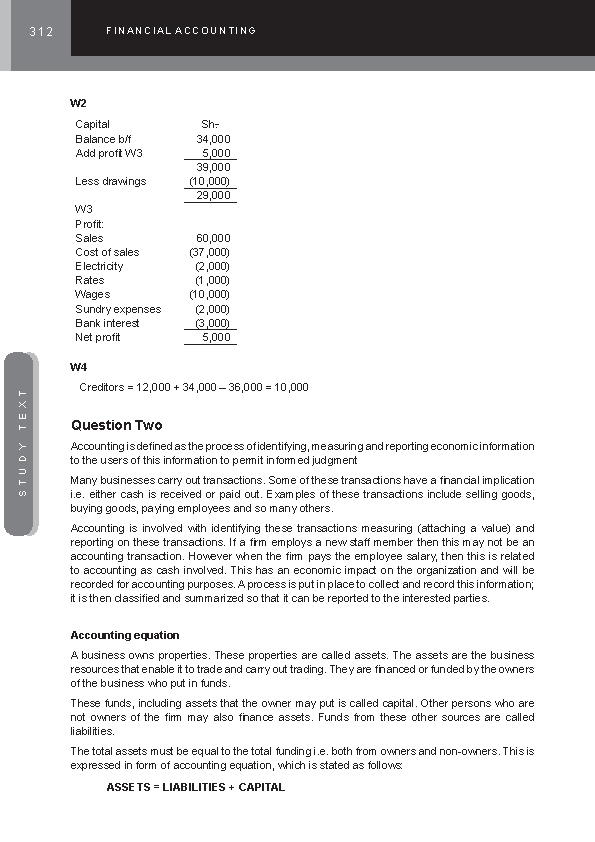 312
FINANCIAL ACCOUNTING
W2
Capital Sh:
Balance b/f 34,000
Add profit W3 5,000
39,000
Less drawings (10,000)
29,000
W3
Profit:
Sales 60,000
Cost of sales (37,000)
Electricity (2,000)
Rates (1,000)
Wages (10,000)
Sundry expenses (2,000)
Bank interest (3,000)
Net profit 5,000
W4
Creditors = 12,000 + 34,000 – 36,000 = 10,000
STUDY TEXT
Question Two
Accounting is defined as the process of identifying, measuring and reporting economic information
to the users of this information to permit informed judgment
Many businesses carry out transactions. Some of these transactions have a financial implication
i.e. either cash is received or paid out. Examples of these transactions include selling goods,
buying goods, paying employees and so many others.
Accounting is involved with identifying these transactions measuring (attaching a value) and
reporting on these transactions. If a firm employs a new staff member then this may not be an
accounting transaction. However when the firm pays the employee salary, then this is related
to accounting as cash involved. This has an economic impact on the organization and will be
recorded for accounting purposes. A process is put in place to collect and record this information;
it is then classified and summarized so that it can be reported to the interested parties.
Accounting equation
A business owns properties. These properties are called assets. The assets are the business
resources that enable it to trade and carry out trading. They are financed or funded by the owners
of the business who put in funds.
These funds, including assets that the owner may put is called capital. Other persons who are
not owners of the firm may also finance assets. Funds from these other sources are called
liabilities.
The total assets must be equal to the total funding i.e. both from owners and non-owners. This is
expressed in form of accounting equation, which is stated as follows:
ASSETS = LIABILITIES + CAPITAL